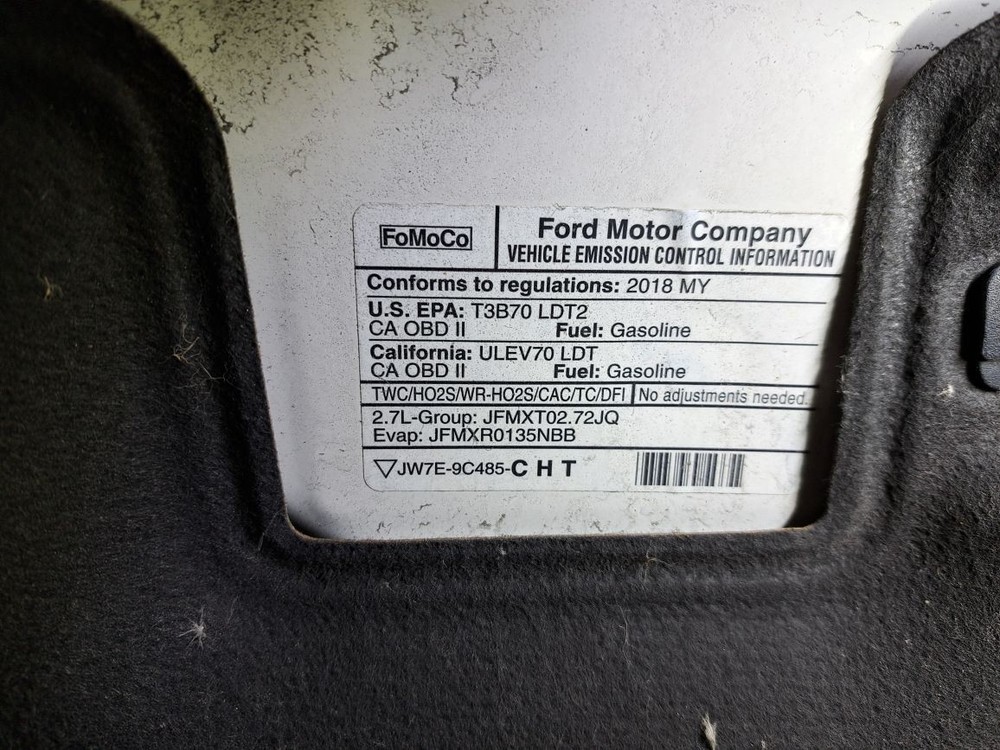 FoMoCo
Ford Motor Company
VEHICLE EMISSION CONTROL INFORMATION
Conforms to regulations: 2018 MY
U.S. EPA: T3B70 LDT2
CA OBD II Fuel: Gasoline
California: ULEV70 LDT
CA OBD II Fuel: Gasoline
TWC/HO2S/WR-HO2S/CAC/TC/DFI No adjustments needed.
2.7L-Group: JFMXT02.72JQ
Evap: JFMXR0135NBB
▽JW7E-9C485-C H T